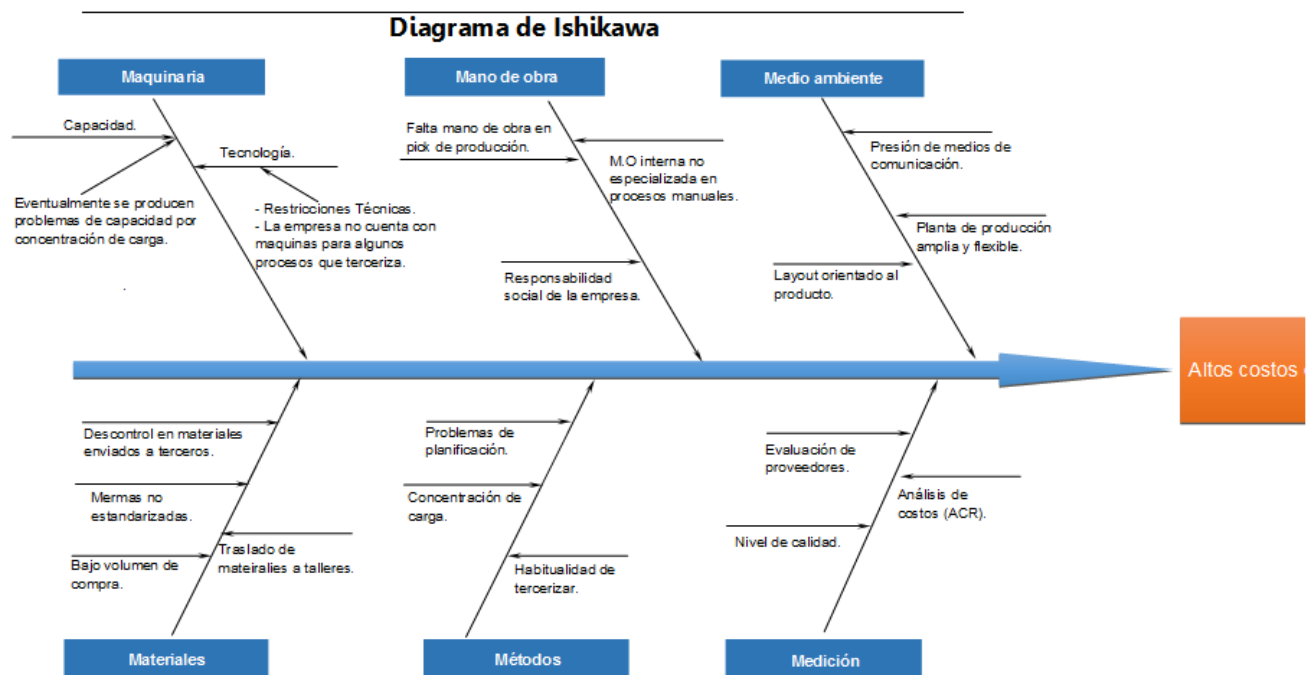 Diagrama de Ishikawa
Maquinaria
Mano de obra
Medio ambiente
Capacidad.
Tecnología.
Eventualmente se producen
problemas de capacidad por
concentración de carga.
- Restricciones Técnicas.
- La empresa no cuenta con
maquinas para algunos
procesos que terceriza.
.
Falta mano de obra en
pick de producción.
M.O interna no
especializada en
procesos manuales.
Responsabilidad
social de la empresa.
Presión de medios de
comunicación.
Planta de producción
amplia y flexible.
Layout orientado al
producto.
Altos costos
Descontrol en materiales
enviados a terceros.
Mermas no
estandarizadas.
Bajo volumen de
compra.
Traslado de
mateiralies a talleres.
Problemas de
planificación.
Concentración de
carga.
Habitualidad de
tercerizar.
Evaluación de
proveedores.
Análisis de
costos (ACR).
Nivel de calidad.
Materiales
Métodos
Medición